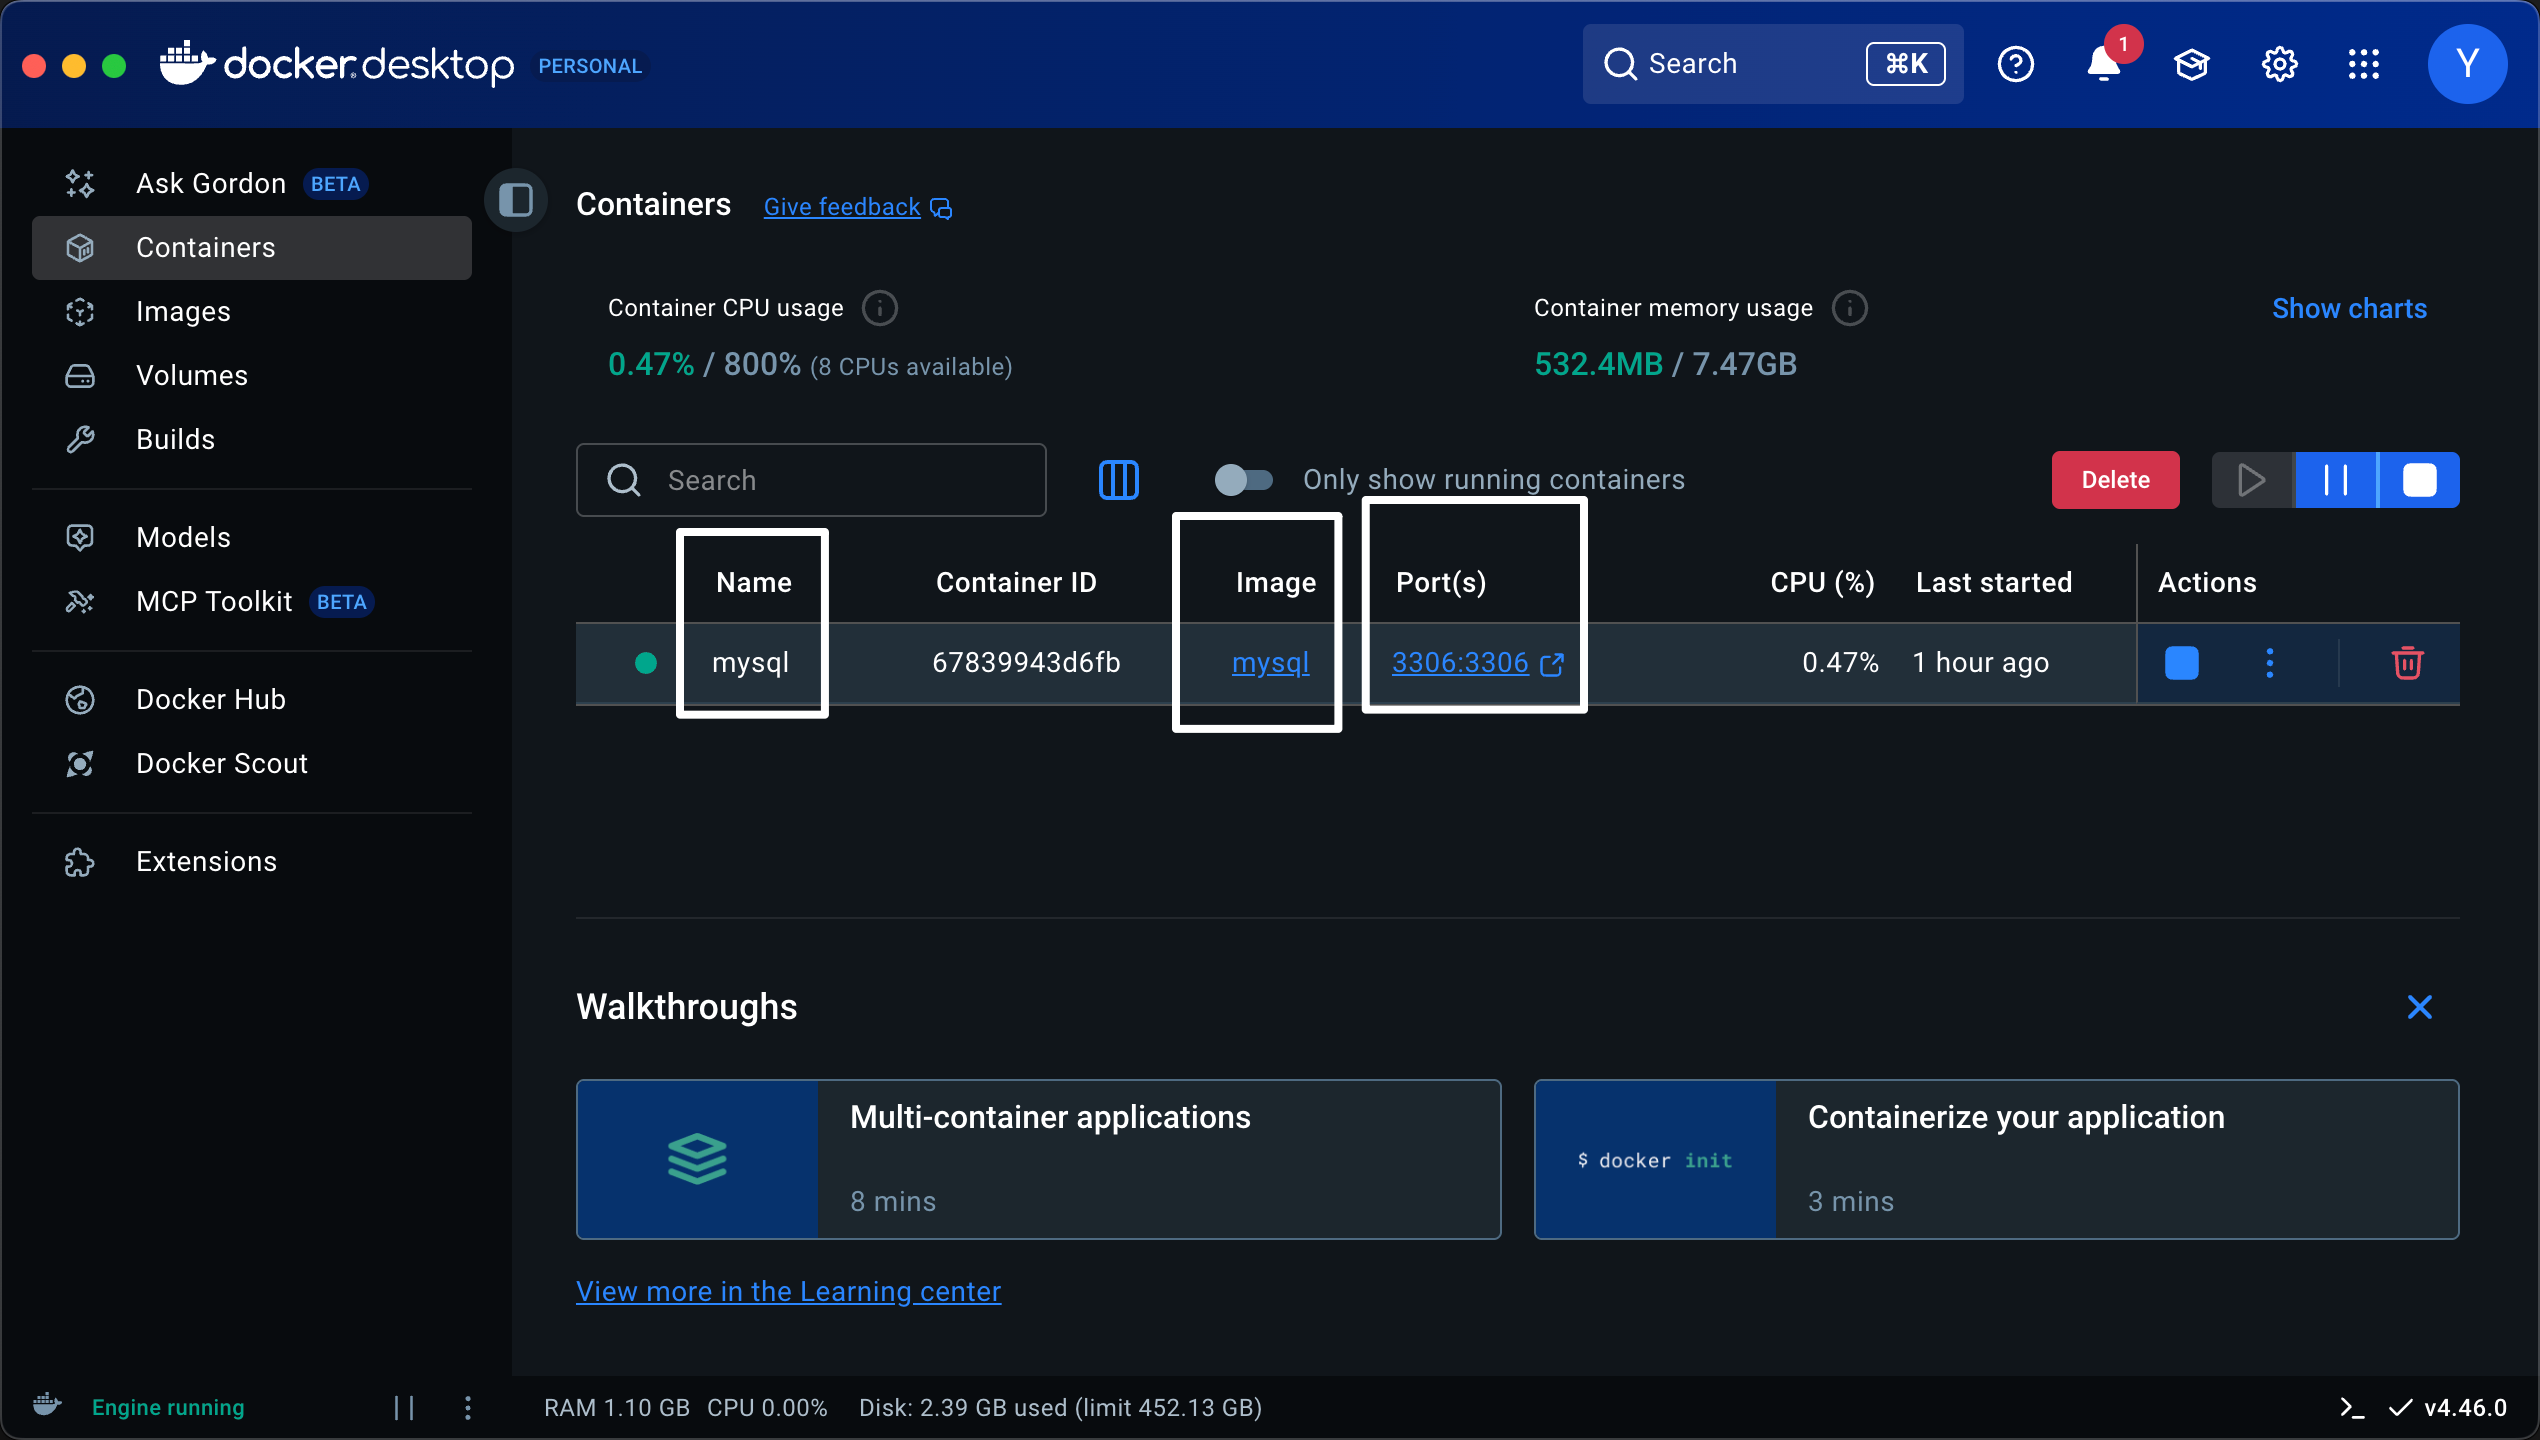 docker desktop PERSONAL
Search ⌘K
1
Y
Ask Gordon BETA
Containers
Images
Volumes
Builds
Models
MCP Toolkit BETA
Docker Hub
Docker Scout
Extensions
Containers Give feedback
Container CPU usage
0.47% / 800% (8 CPUs available)
Container memory usage
532.4MB / 7.47GB
Show charts
Search
Only show running containers
Delete
Name Container ID Image Port(s) CPU (%) Last started Actions
mysql 67839943d6fb mysql 3306:3306 0.47% 1 hour ago
Walkthroughs
Multi-container applications
8 mins
$ docker init
Containerize your application
3 mins
View more in the Learning center
Engine running
RAM 1.10 GB CPU 0.00% Disk: 2.39 GB used (limit 452.13 GB)
v4.46.0